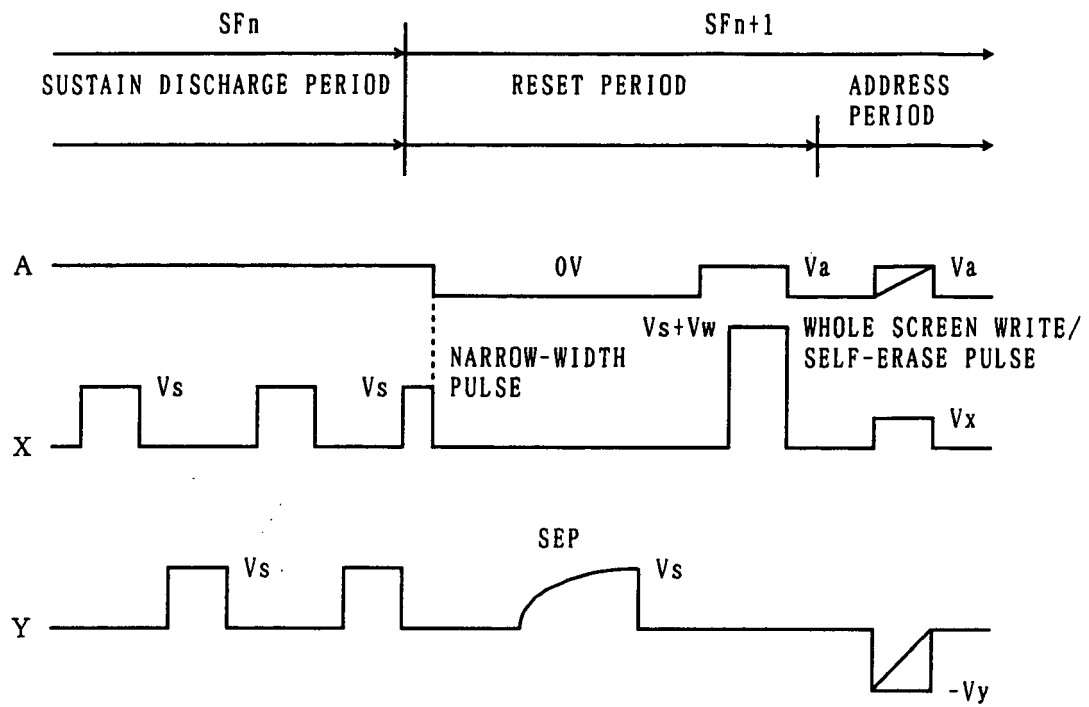 SFn
SFn+1
SUSTAIN DISCHARGE PERIOD
RESET PERIOD
ADDRESS
PERIOD
A
0V
Va
Va
Vs+Vw
WHOLE SCREEN WRITE/
SELF-ERASE PULSE
NARROW-WIDTH
PULSE
Vs
Vs
Vx
X
SEP
Vs
Vs
Y
-Vy